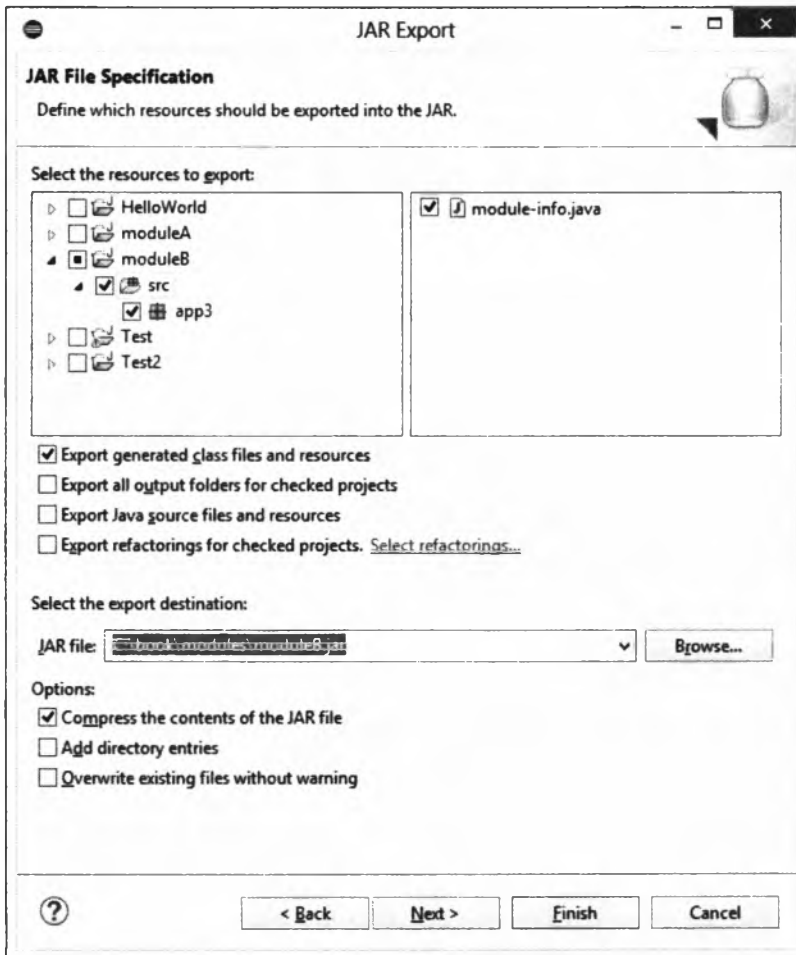 JAR Export
JAR File Specification
Define which resources should be exported into the JAR.
Select the resources to export:
HelloWorld
moduleA
moduleB
src
app3
Test
Test2
module-info.java
Export generated class files and resources
Export all output folders for checked projects
Export Java source files and resources
Export refactorings for checked projects. Select refactorings...
Select the export destination:
JAR file: C:\book\modules\moduleB.jar
Browse...
Options:
Compress the contents of the JAR file
Add directory entries
Overwrite existing files without warning
?
< Back
Next >
Finish
Cancel